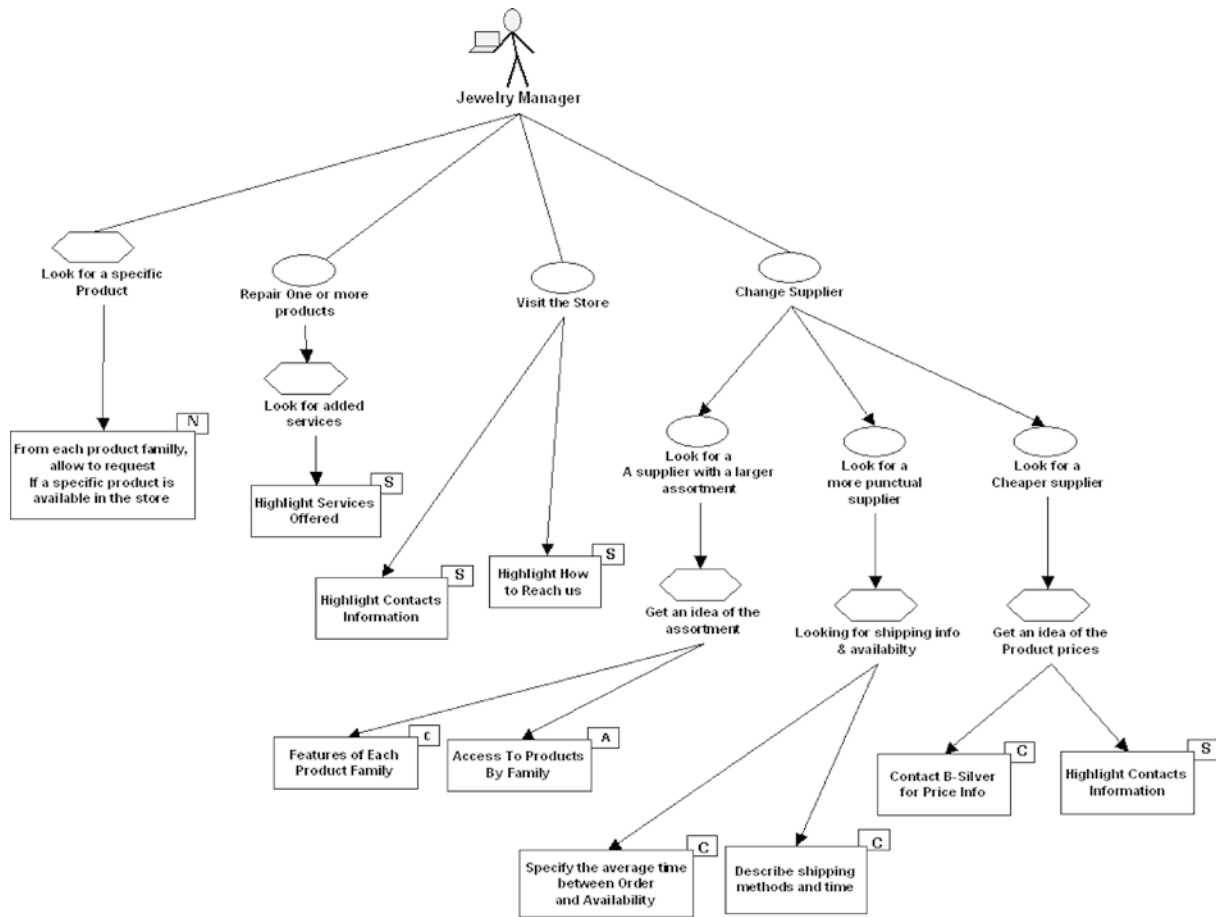 Jewelry Manager
Look for a specific
Product
Repair One or more
products
Visit the Store
Change Supplier
Look for added
services
N
From each product familly,
allow to request
If a specific product is
available in the store
S
Highlight Services
Offered
S
Highlight Contacts
Information
S
Highlight How
to Reach us
Look for a
A supplier with a larger
assortment
Look for a
more punctual
supplier
Look for a
Cheaper supplier
Get an idea of the
assortment
Looking for shipping info
& availabilty
Get an idea of the
Product prices
C
Features of Each
Product Family
A
Access To Products
By Family
C
Contact B-Silver
for Price Info
S
Highlight Contacts
Information
C
Specify the average time
between Order
and Availability
C
Describe shipping
methods and time